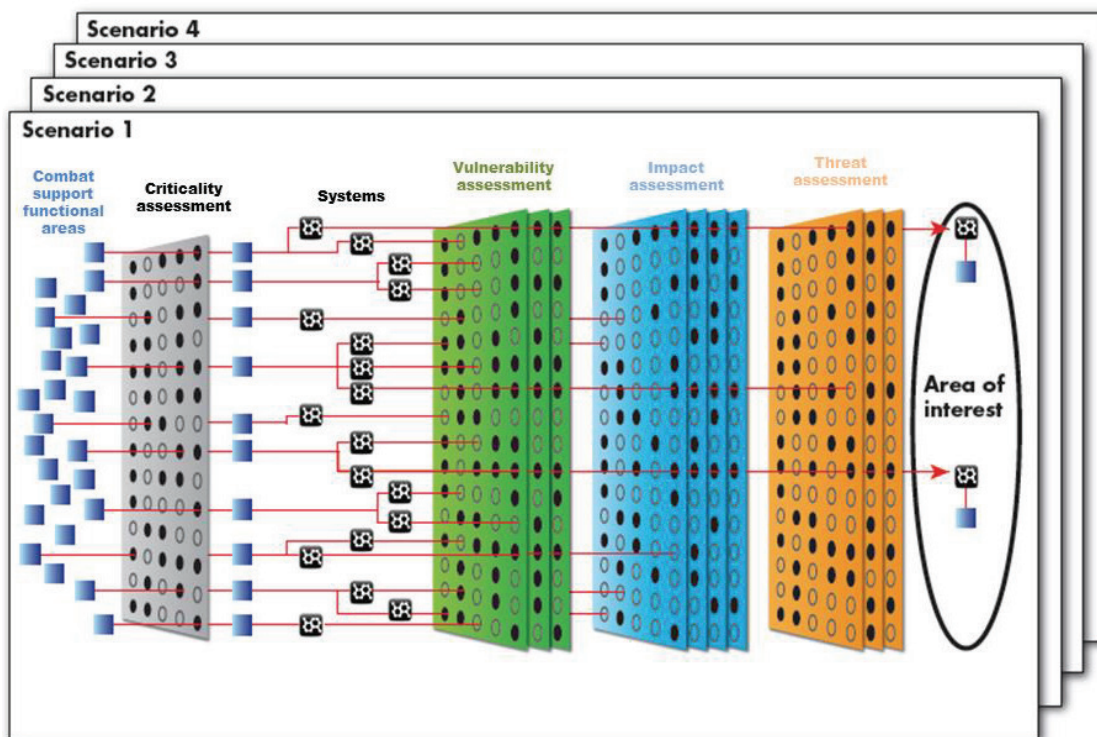 Scenario 4
Scenario 3
Scenario 2
Scenario 1
Combat
support
functional
areas
Criticality
assessment
Systems
Vulnerability
assessment
Impact
assessment
Threat
assessment
Area of
interest